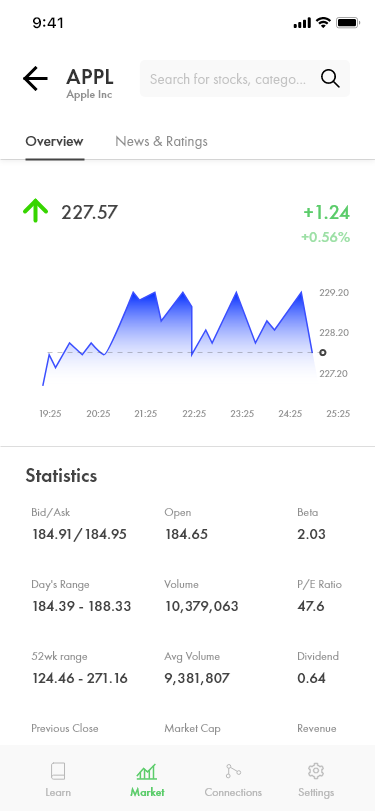 9:41
APPL
Apple Inc
Search for stocks, catego...
Overview News & Ratings
227.57 +1.24
+0.56%
229.20
228.20
227.20
19:25 20:25 21:25 22:25 23:25 24:25 25:25
Statistics
Bid/Ask Open Beta
184.91/184.95 184.65 2.03
Day's Range Volume P/E Ratio
184.39 - 188.33 10,379,063 47.6
52wk range Avg Volume Dividend
124.46 - 271.16 9,381,807 0.64
Previous Close Market Cap Revenue
Learn Market Connections Settings